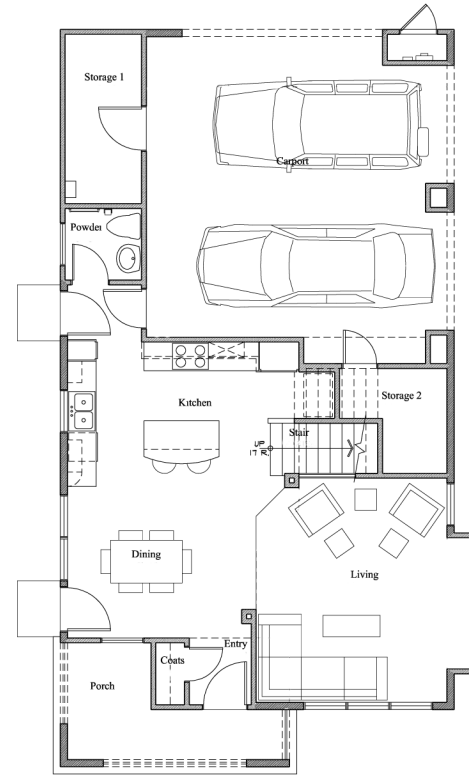 Storage 1
Carport
Powder
Kitchen
Storage 2
Stair
UP
17 R.
Dining
Living
Entry
Coats
Porch